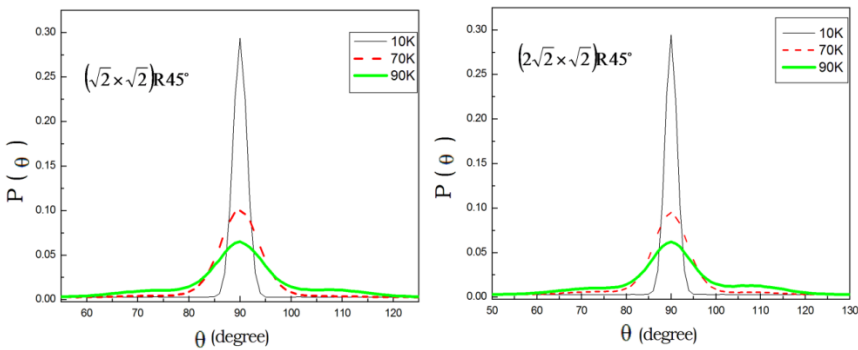 0.30
0.25
0.20
0.15
0.10
0.05
0.00
P ( θ )
(√2×√2)R45°
10K
70K
90K
60 70 80 90 100 110 120
θ (degree)
0.30
0.25
0.20
0.15
0.10
0.05
0.00
P ( θ )
(2√2×√2)R45°
10K
70K
90K
50 60 70 80 90 100 110 120 130
θ (degree)